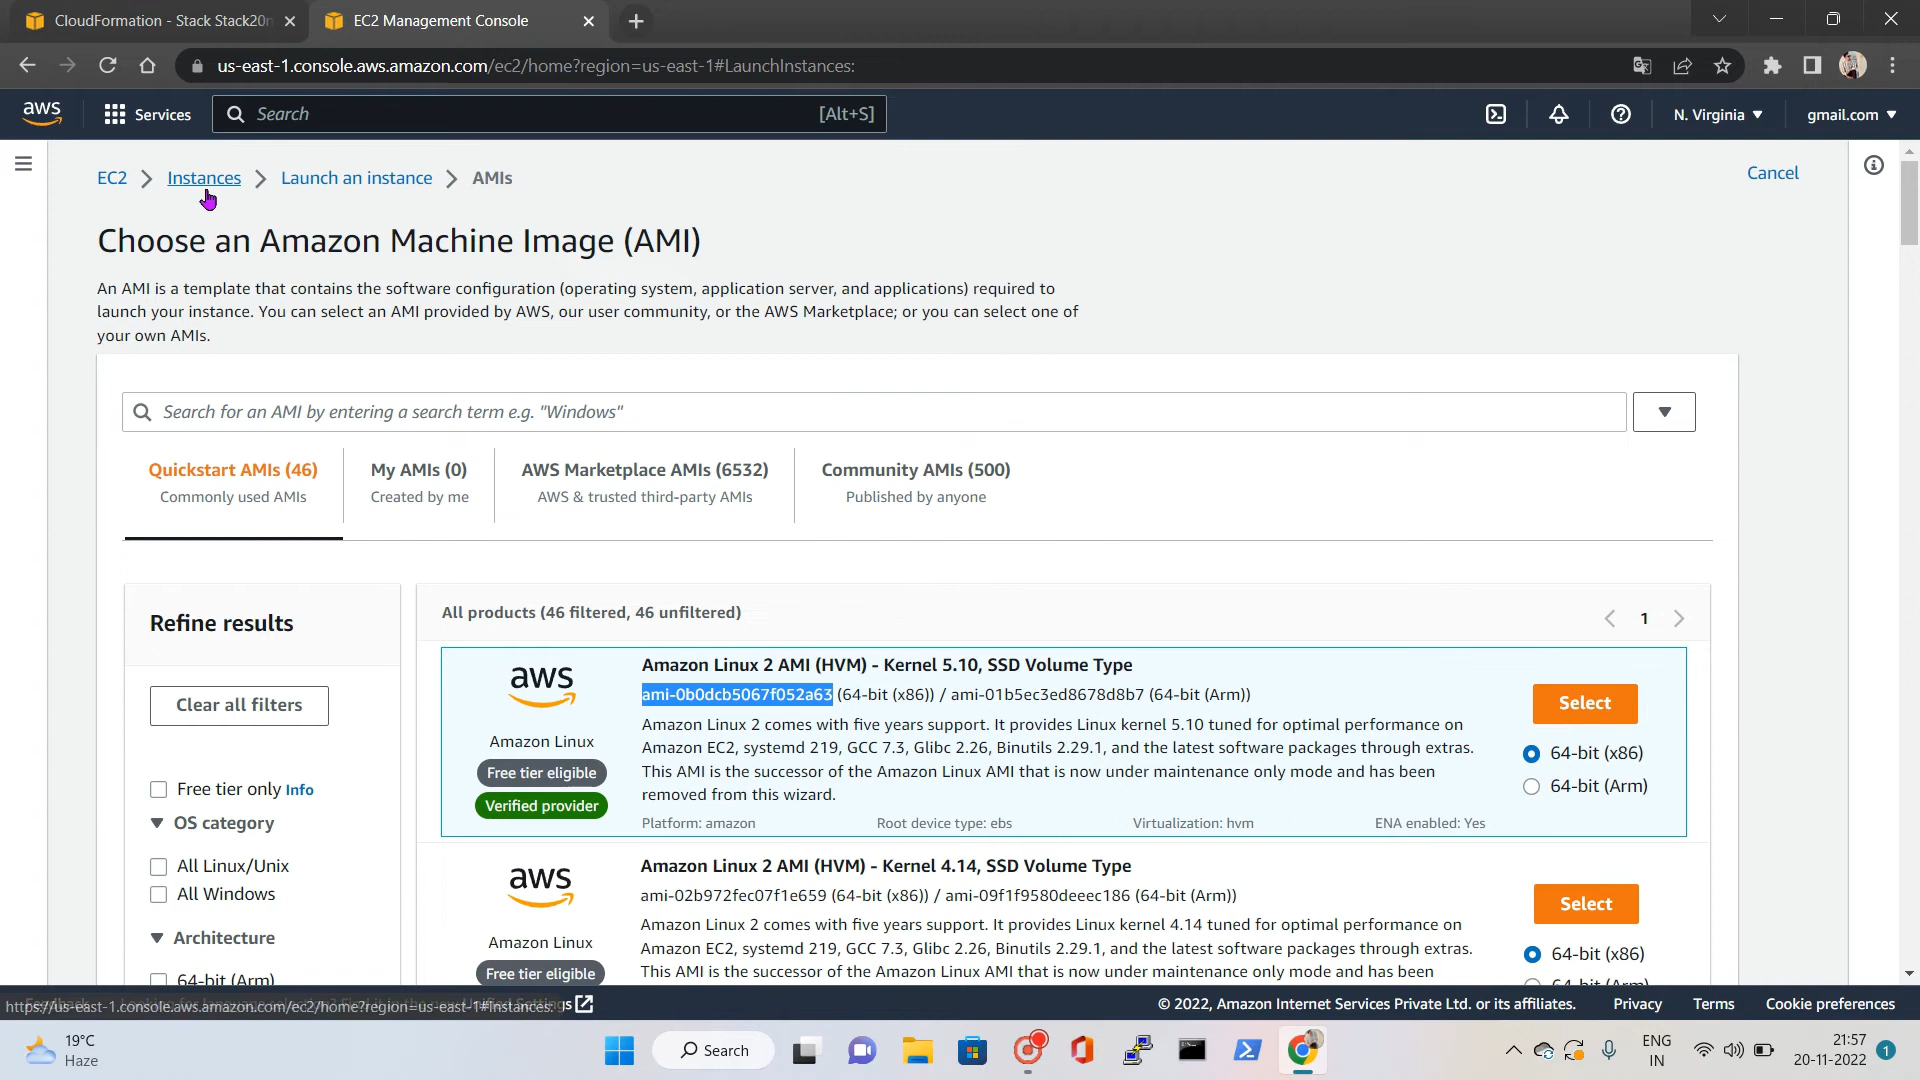 CloudFormation - Stack Stack20n
EC2 Management Console
us-east-1.console.aws.amazon.com/ec2/home?region=us-east-1#LaunchInstances:
aws
Services
Search
[Alt+S]
N. Virginia
gmail.com
EC2
Instances
Launch an instance
AMIs
Cancel
Choose an Amazon Machine Image (AMI)
An AMI is a template that contains the software configuration (operating system, application server, and applications) required to
launch your instance. You can select an AMI provided by AWS, our user community, or the AWS Marketplace; or you can select one of
your own AMIs.
Search for an AMI by entering a search term e.g. "Windows"
Quickstart AMIs (46)
Commonly used AMIs
My AMIs (0)
Created by me
AWS Marketplace AMIs (6532)
AWS & trusted third-party AMIs
Community AMIs (500)
Published by anyone
Refine results
Clear all filters
Free tier only Info
OS category
All Linux/Unix
All Windows
Architecture
64-bit (Arm)
All products (46 filtered, 46 unfiltered)
1
aws
Amazon Linux
Free tier eligible
Verified provider
Amazon Linux 2 AMI (HVM) - Kernel 5.10, SSD Volume Type
ami-0b0dcb5067f052a63 (64-bit (x86)) / ami-01b5ec3ed8678d8b7 (64-bit (Arm))
Amazon Linux 2 comes with five years support. It provides Linux kernel 5.10 tuned for optimal performance on
Amazon EC2, systemd 219, GCC 7.3, Glibc 2.26, Binutils 2.29.1, and the latest software packages through extras.
This AMI is the successor of the Amazon Linux AMI that is now under maintenance only mode and has been
removed from this wizard.
Platform: amazon
Root device type: ebs
Virtualization: hvm
ENA enabled: Yes
Select
64-bit (x86)
64-bit (Arm)
aws
Amazon Linux
Free tier eligible
Amazon Linux 2 AMI (HVM) - Kernel 4.14, SSD Volume Type
ami-02b972fec07f1e659 (64-bit (x86)) / ami-09f1f9580deeec186 (64-bit (Arm))
Amazon Linux 2 comes with five years support. It provides Linux kernel 4.14 tuned for optimal performance on
Amazon EC2, systemd 219, GCC 7.3, Glibc 2.26, Binutils 2.29.1, and the latest software packages through extras.
This AMI is the successor of the Amazon Linux AMI that is now under maintenance only mode and has been
Select
64-bit (x86)
64-bit (Arm)
https://us-east-1.console.aws.amazon.com/ec2/home?region=us-east-1#Instances:
© 2022, Amazon Internet Services Private Ltd. or its affiliates.
Privacy
Terms
Cookie preferences
19°C
Haze
Search
ENG
IN
21:57
20-11-2022
1